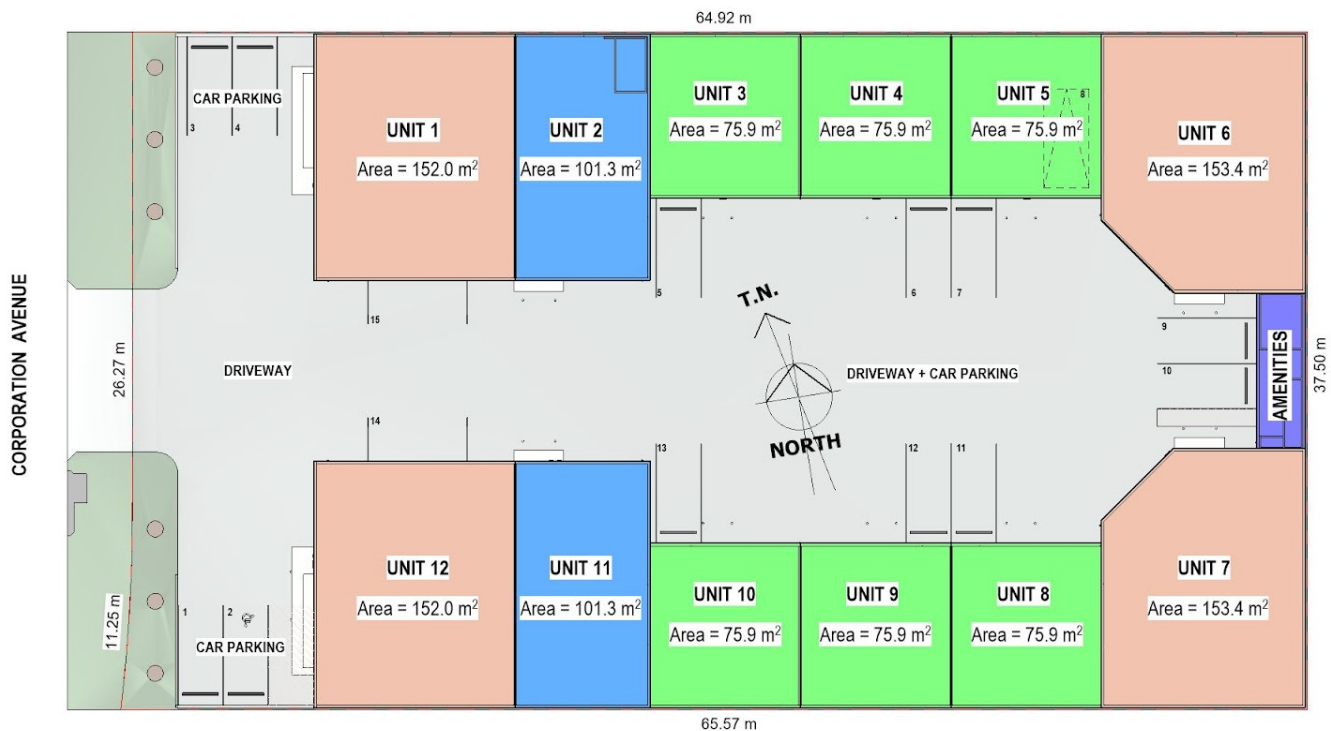 64.92 m
CAR PARKING
3
4
UNIT 1
Area = 152.0 m²
UNIT 2
Area = 101.3 m²
UNIT 3
Area = 75.9 m²
UNIT 4
Area = 75.9 m²
UNIT 5
Area = 75.9 m²
8
UNIT 6
Area = 153.4 m²
CORPORATION AVENUE
26.27 m
DRIVEWAY
15
14
5
6
7
T.N.
NORTH
DRIVEWAY + CAR PARKING
9
10
AMENITIES
37.50 m
13
12
11
11.25 m
1
2
CAR PARKING
UNIT 12
Area = 152.0 m²
UNIT 11
Area = 101.3 m²
UNIT 10
Area = 75.9 m²
UNIT 9
Area = 75.9 m²
UNIT 8
Area = 75.9 m²
UNIT 7
Area = 153.4 m²
65.57 m